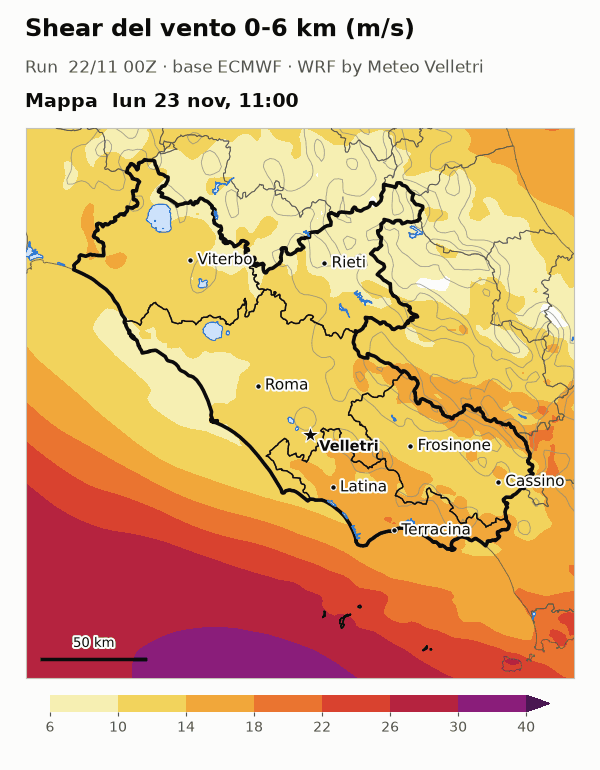 Shear del vento 0-6 km (m/s)
Run  22/11 00Z · base ECMWF · WRF by Meteo Velletri
Mappa  lun 23 nov, 11:00
Viterbo
Rieti
Roma
Velletri
Frosinone
Cassino
Latina
Terracina
50 km
6 10 14 18 22 26 30 40